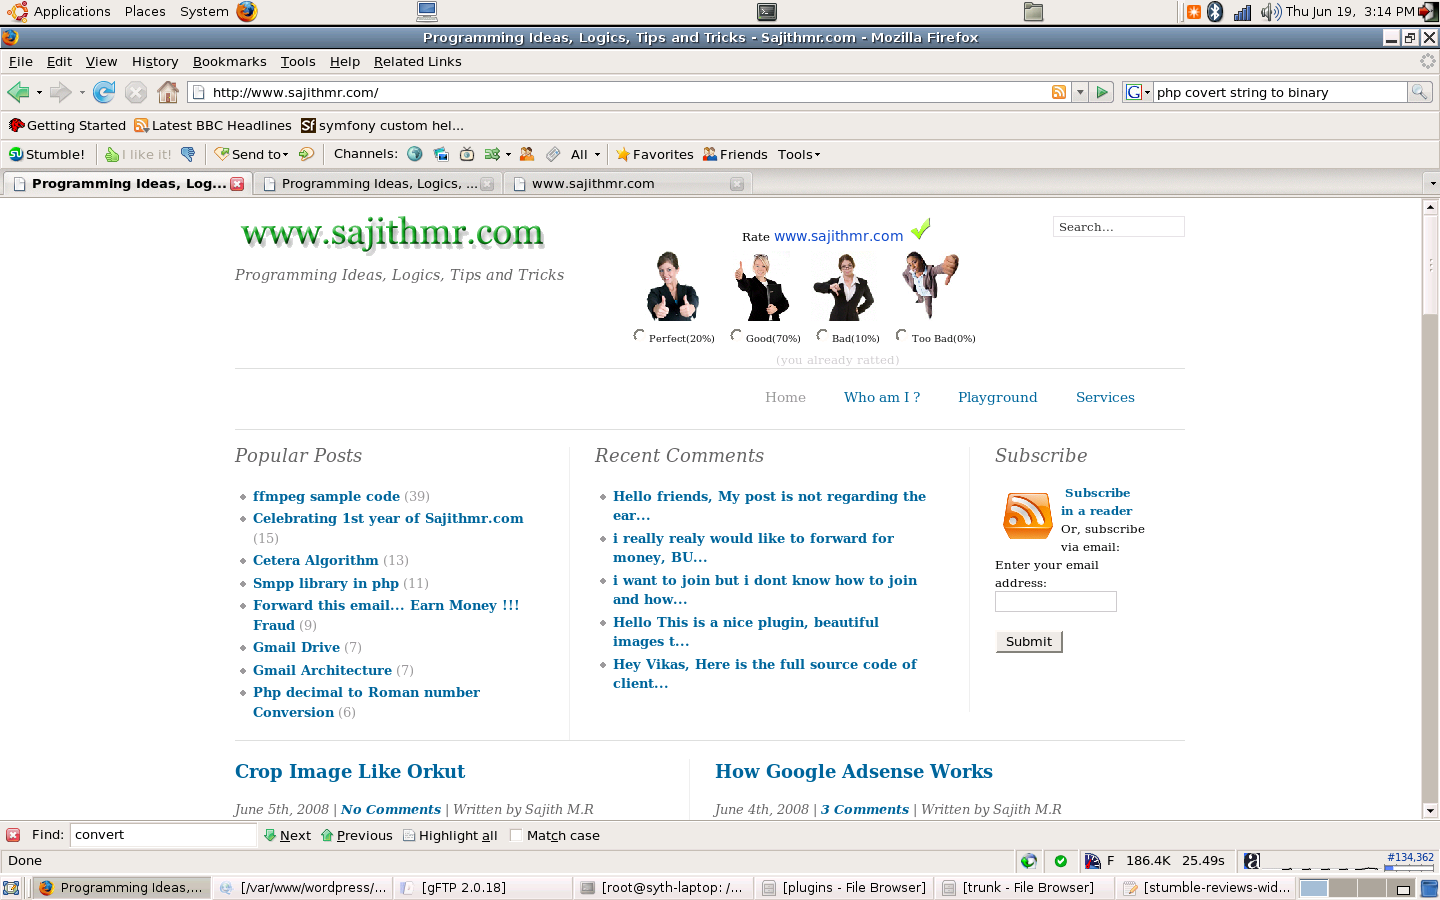 Applications Places System Thu Jun 19, 3:14 PM
Programming Ideas, Logics, Tips and Tricks - Sajithmr.com - Mozilla Firefox
File Edit View History Bookmarks Tools Help Related Links
http://www.sajithmr.com/ G php covert string to binary
Getting Started Latest BBC Headlines Sf symfony custom hel...
Stumble! I like it! Send to Channels: All Favorites Friends Tools
Programming Ideas, Log... Programming Ideas, Logics, ... www.sajithmr.com
www.sajithmr.com
Programming Ideas, Logics, Tips and Tricks
Rate www.sajithmr.com
Search...
Perfect(20%) Good(70%) Bad(10%) Too Bad(0%)
(you already ratted)
Home Who am I ? Playground Services
Popular Posts
ffmpeg sample code (39)
Celebrating 1st year of Sajithmr.com
(15)
Cetera Algorithm (13)
Smpp library in php (11)
Forward this email... Earn Money !!!
Fraud (9)
Gmail Drive (7)
Gmail Architecture (7)
Php decimal to Roman number
Conversion (6)
Recent Comments
Hello friends, My post is not regarding the
ear...
i really realy would like to forward for
money, BU...
i want to join but i dont know how to join
and how...
Hello This is a nice plugin, beautiful
images t...
Hey Vikas, Here is the full source code of
client...
Subscribe
Subscribe
in a reader
Or, subscribe
via email:
Enter your email
address:
Submit
Crop Image Like Orkut
June 5th, 2008 | No Comments | Written by Sajith M.R
How Google Adsense Works
June 4th, 2008 | 3 Comments | Written by Sajith M.R
Find: convert Next Previous Highlight all Match case
Done F 186.4K 25.49s a #134,362
Programming Ideas,... [/var/www/wordpress/... [gFTP 2.0.18] [root@syth-laptop: /... [plugins - File Browser] [trunk - File Browser] [stumble-reviews-wid...